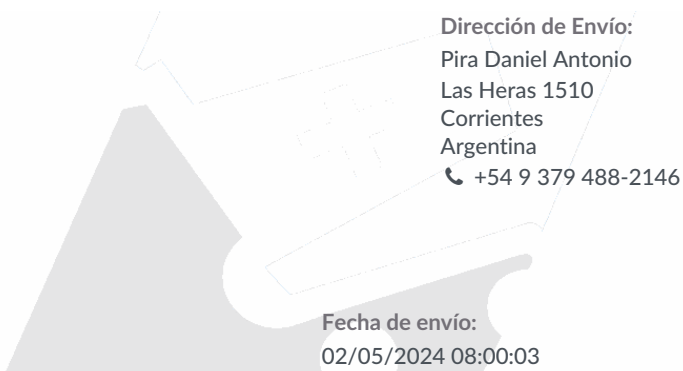 Dirección de Envío:
Pira Daniel Antonio
Las Heras 1510
Corrientes
Argentina
+54 9 379 488-2146
Fecha de envío:
02/05/2024 08:00:03